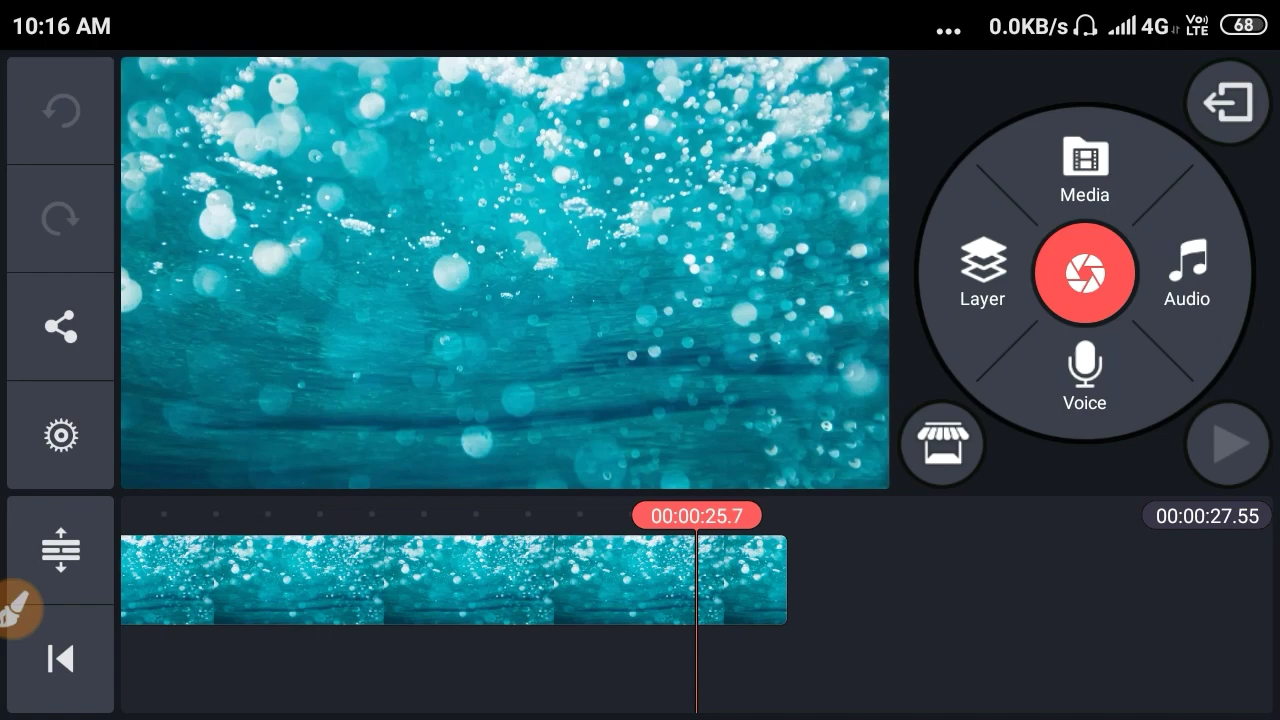 10:16 AM
... 0.0KB/s 4G Vo) LTE 68
Media
Layer
Audio
Voice
00:00:25.7
00:00:27.55